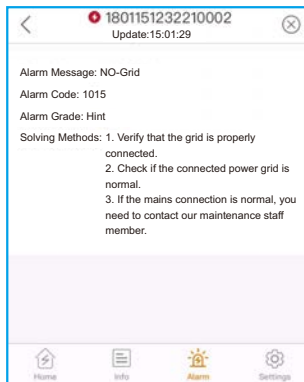 1801151232210002
Update:15:01:29
Alarm Message: NO-Grid
Alarm Code: 1015
Alarm Grade: Hint
Solving Methods: 1. Verify that the grid is properly
connected.
2. Check if the connected power grid is
normal.
3. If the mains connection is normal, you
need to contact our maintenance staff
member.
Home Info Alarm Settings